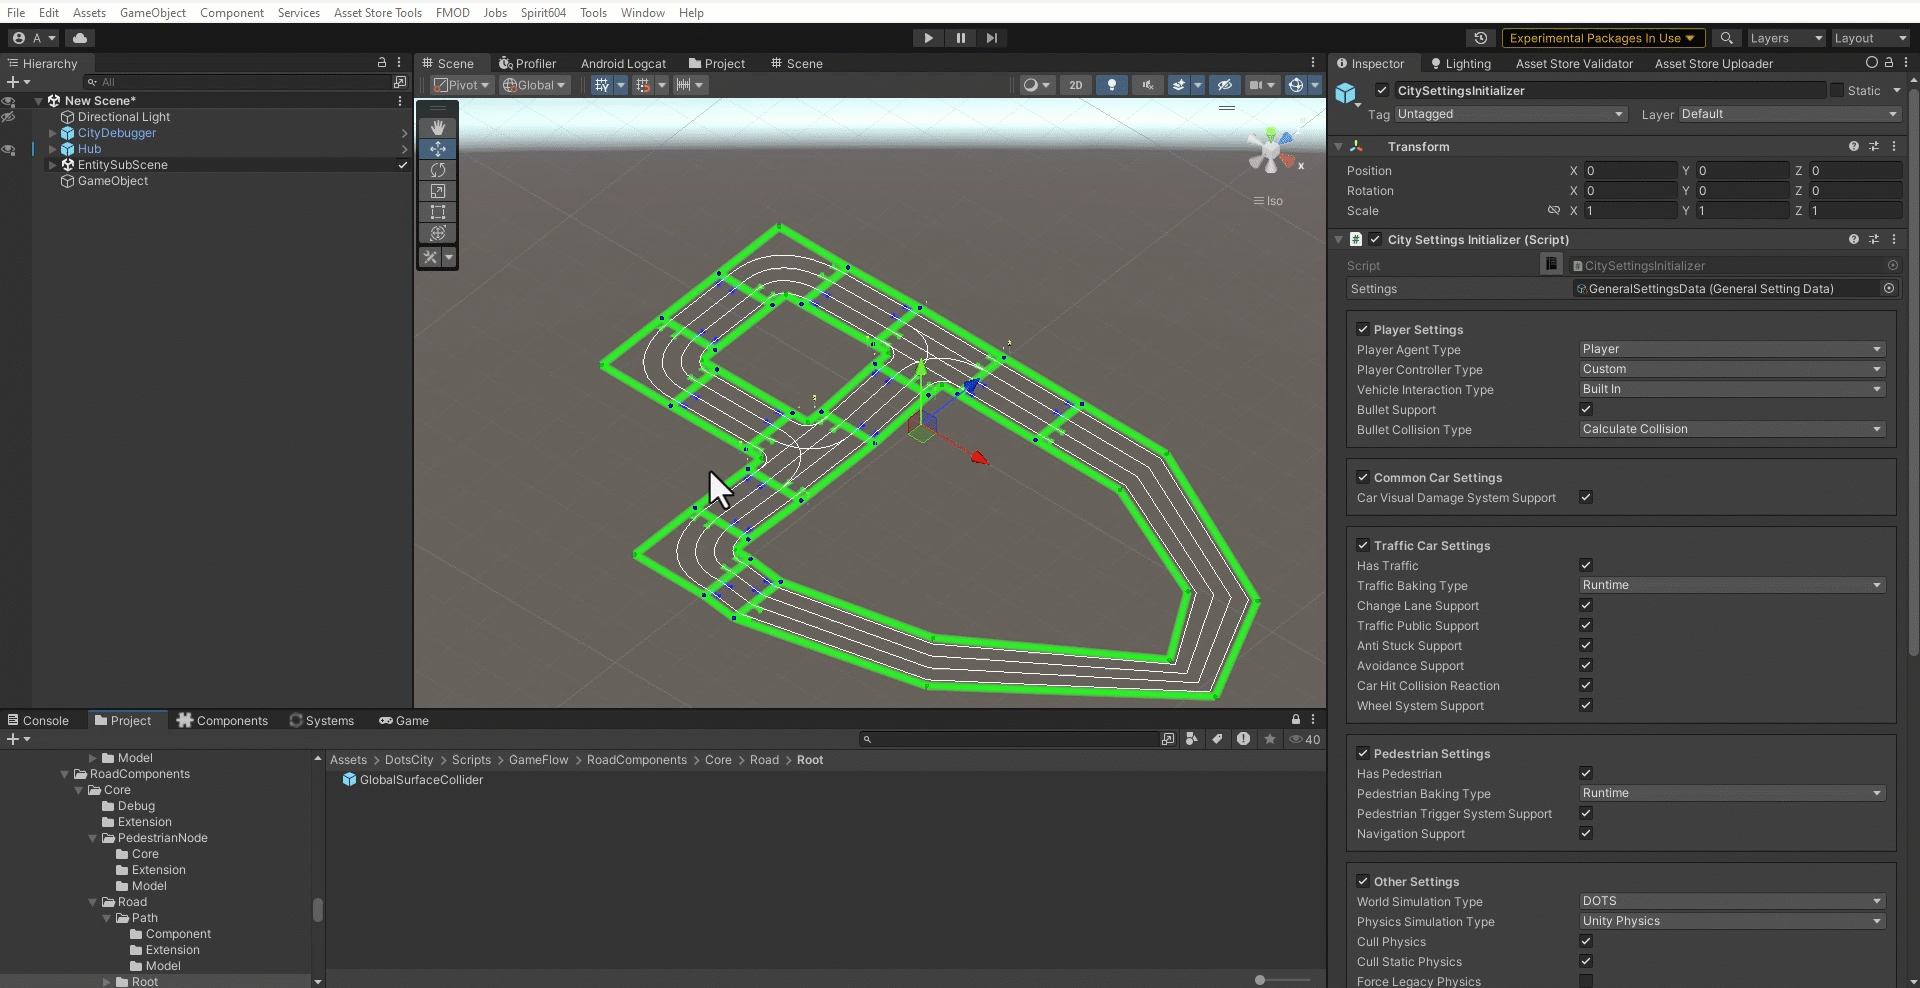 File Edit Assets GameObject Component Services Asset Store Tools FMOD Jobs Spirit604 Tools Window Help
A Experimental Packages In Use Layers Layout
Hierarchy
All
New Scene*
Directional Light
CityDebugger
Hub
EntitySubScene
GameObject
Scene Profiler Android Logcat Project Scene
Pivot Global 2D
x
Iso
Inspector Lighting Asset Store Validator Asset Store Uploader
CitySettingsInitializer Static
Tag Untagged Layer Default
Transform
Position X 0 Y 0 Z 0
Rotation X 0 Y 0 Z 0
Scale X 1 Y 1 Z 1
# City Settings Initializer (Script)
Script CitySettingsInitializer
Settings GeneralSettingsData (General Setting Data)
Player Settings
Player Agent Type Player
Player Controller Type Custom
Vehicle Interaction Type Built In
Bullet Support
Bullet Collision Type Calculate Collision
Common Car Settings
Car Visual Damage System Support
Traffic Car Settings
Has Traffic
Traffic Baking Type Runtime
Change Lane Support
Traffic Public Support
Anti Stuck Support
Avoidance Support
Car Hit Collision Reaction
Wheel System Support
Pedestrian Settings
Has Pedestrian
Pedestrian Baking Type Runtime
Pedestrian Trigger System Support
Navigation Support
Other Settings
World Simulation Type DOTS
Physics Simulation Type Unity Physics
Cull Physics
Cull Static Physics
Force Legacy Physics
Console Project Components Systems Game
40
Model
RoadComponents
Core
Debug
Extension
PedestrianNode
Core
Extension
Model
Road
Path
Component
Extension
Model
Root
Assets > DotsCity > Scripts > GameFlow > RoadComponents > Core > Road > Root
GlobalSurfaceCollider